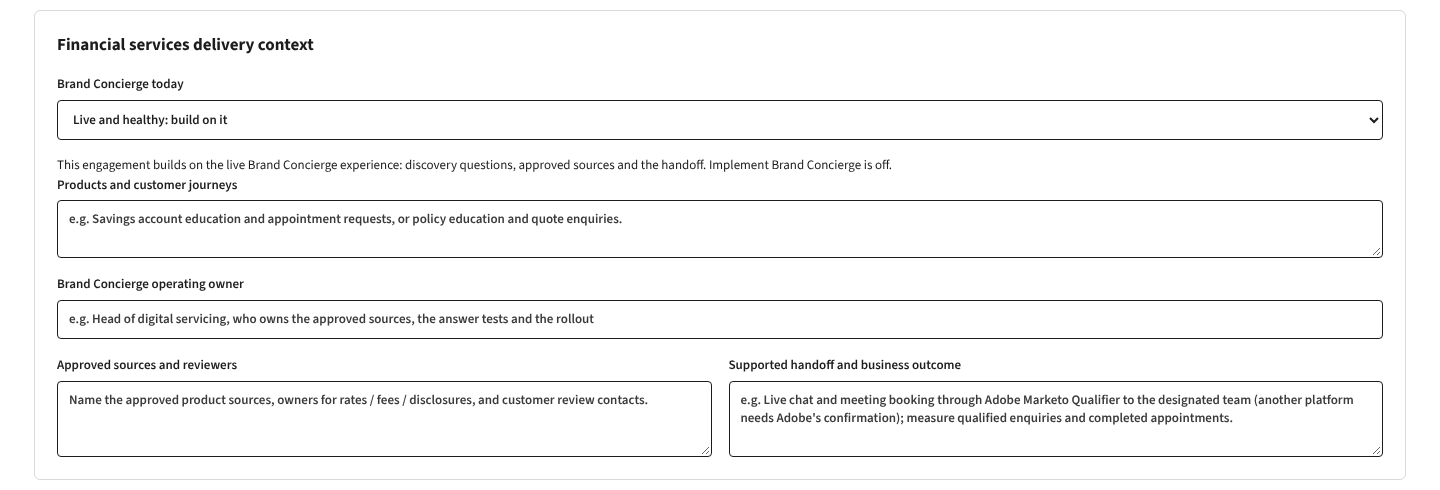 Financial services delivery context
Brand Concierge today
Live and healthy: build on it
This engagement builds on the live Brand Concierge experience: discovery questions, approved sources and the handoff. Implement Brand Concierge is off.
Products and customer journeys
e.g. Savings account education and appointment requests, or policy education and quote enquiries.
Brand Concierge operating owner
e.g. Head of digital servicing, who owns the approved sources, the answer tests and the rollout
Approved sources and reviewers
Name the approved product sources, owners for rates / fees / disclosures, and customer review contacts.
Supported handoff and business outcome
e.g. Live chat and meeting booking through Adobe Marketo Qualifier to the designated team (another platform
needs Adobe's confirmation); measure qualified enquiries and completed appointments.